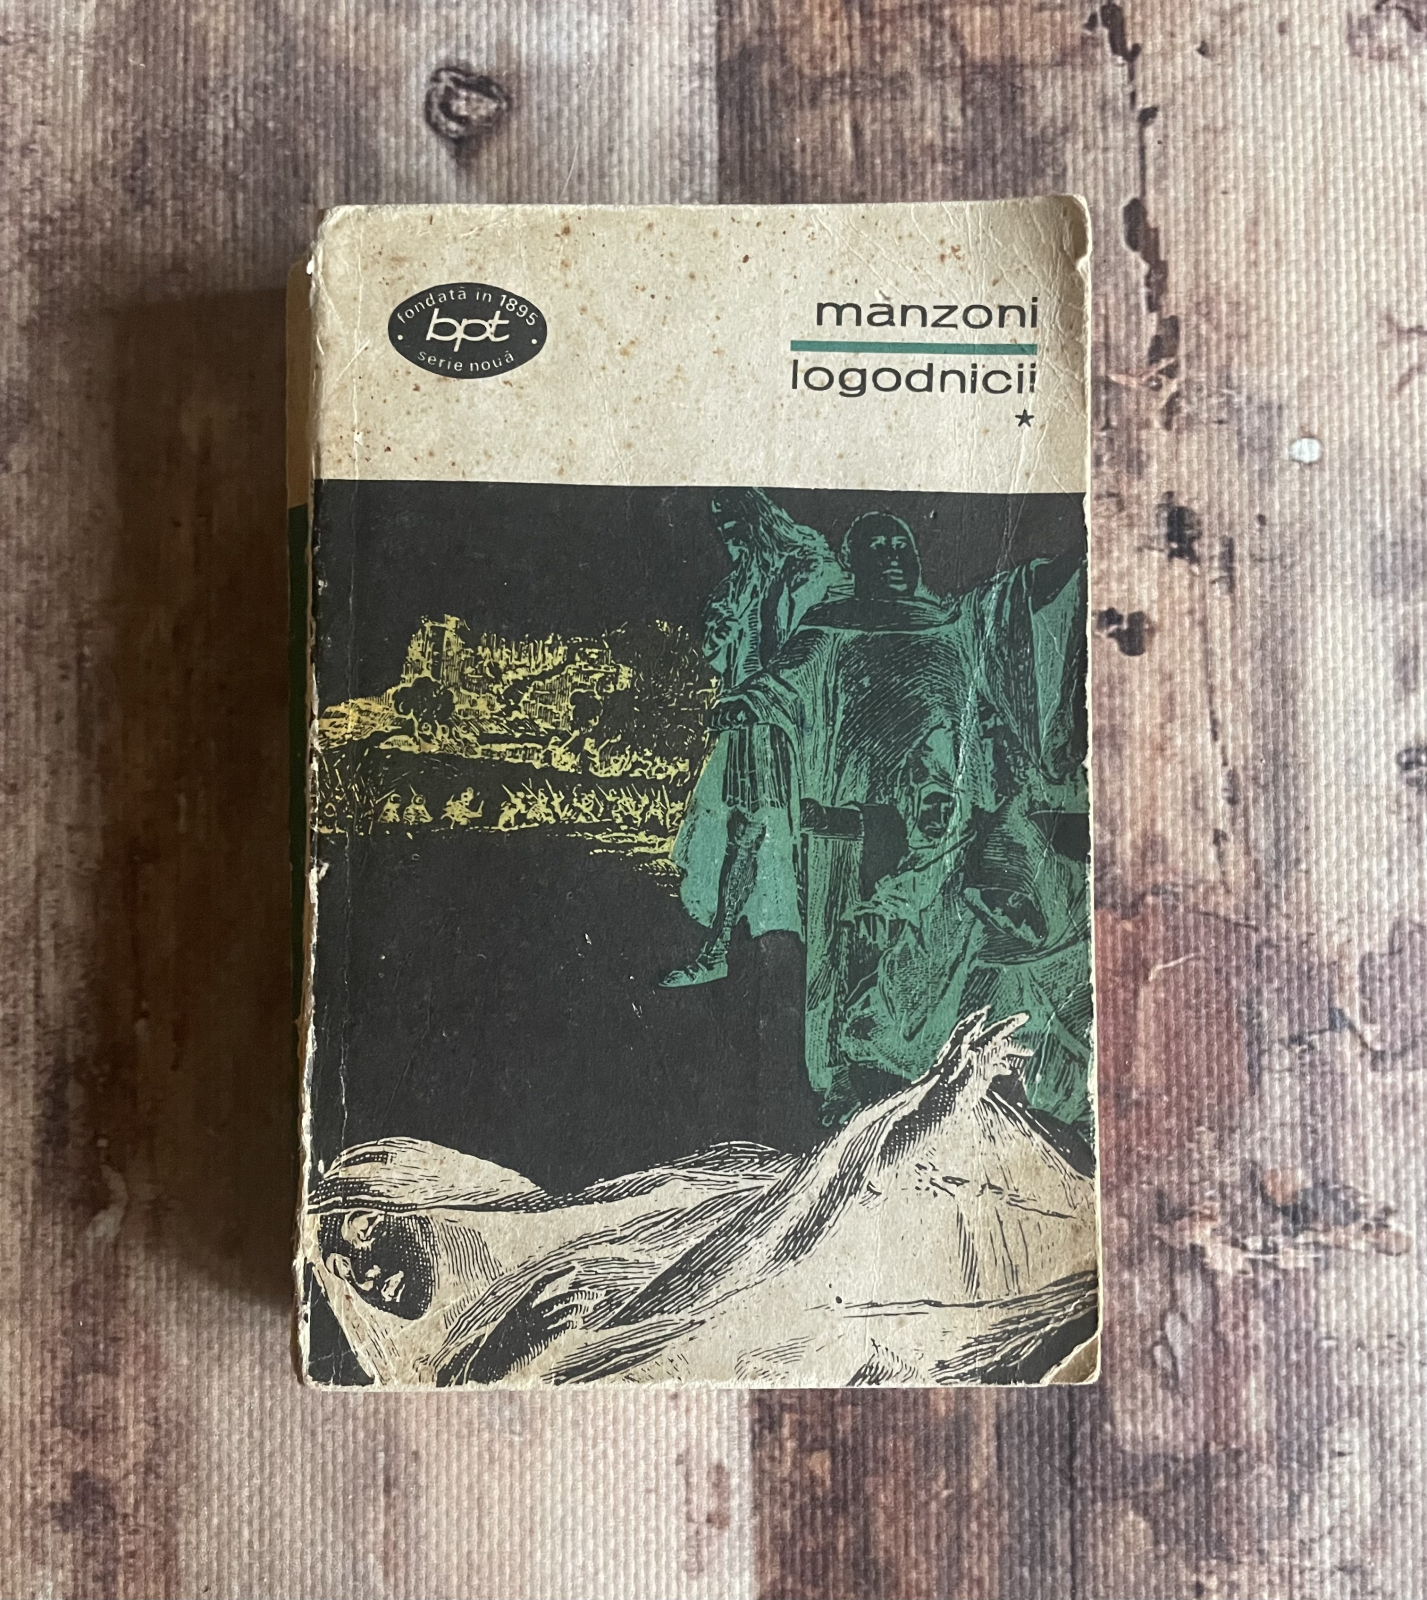 fondată în 1895
bpt
serie nouă
manzoni
logodnicii
*